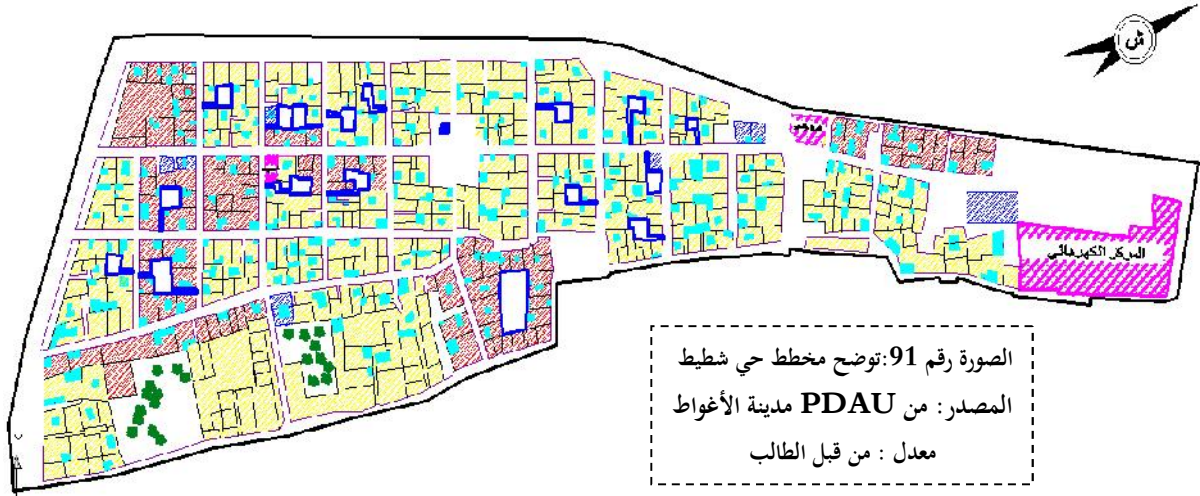 ش
المركز الكهربائي
الصورة رقم 91:توضح مخطط حي شطيط
المصدر: من PDAU مدينة الأغواط
معدل : من قبل الطالب